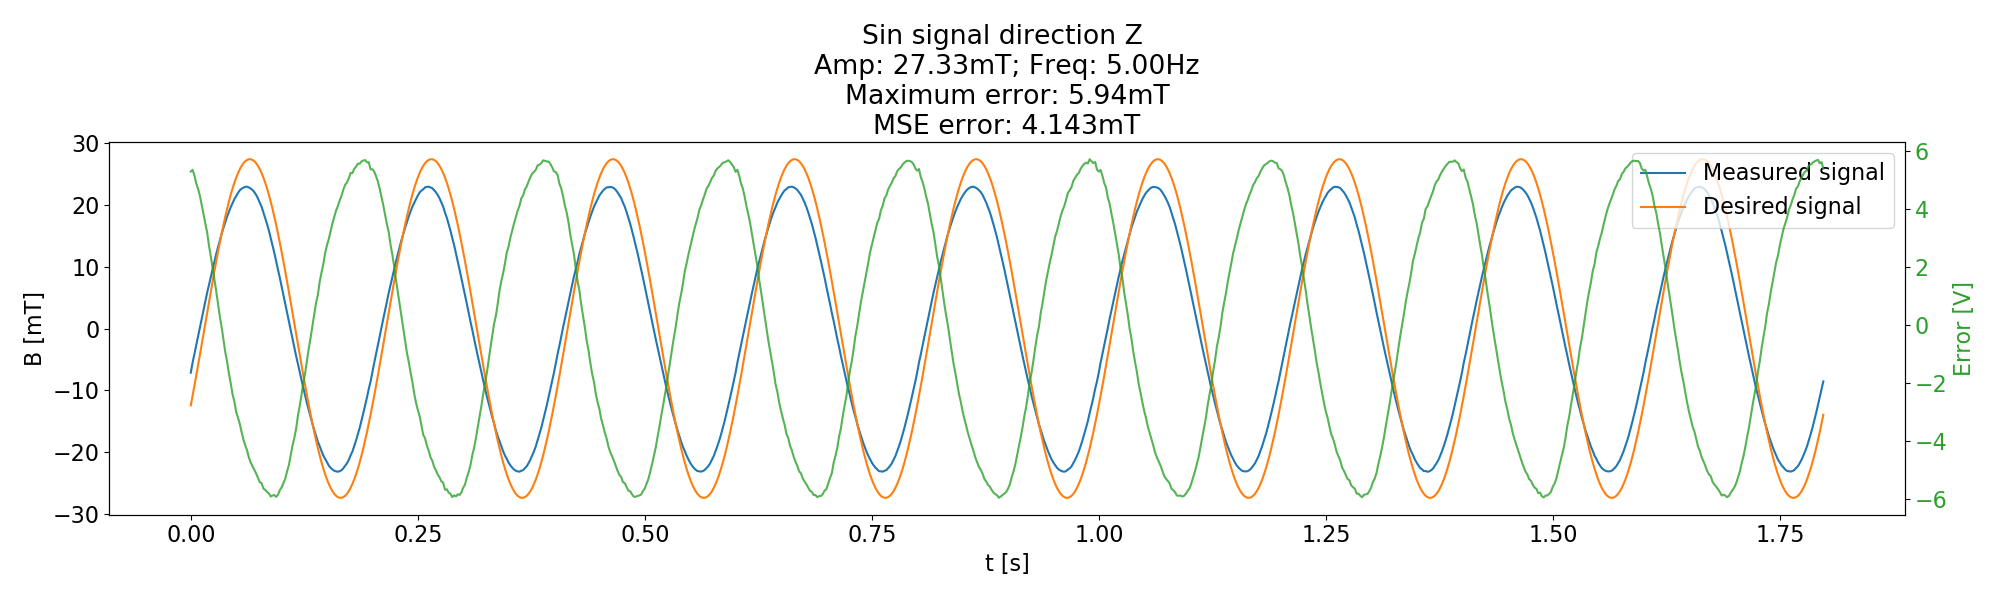 Sin signal direction Z
Amp: 27.33mT; Freq: 5.00Hz
Maximum error: 5.94mT
MSE error: 4.143mT
Measured signal
Desired signal
B [mT]
30
20
10
0
−10
−20
−30
6
4
2
0
−2
−4
−6
Error [V]
0.00 0.25 0.50 0.75 1.00 1.25 1.50 1.75
t [s]